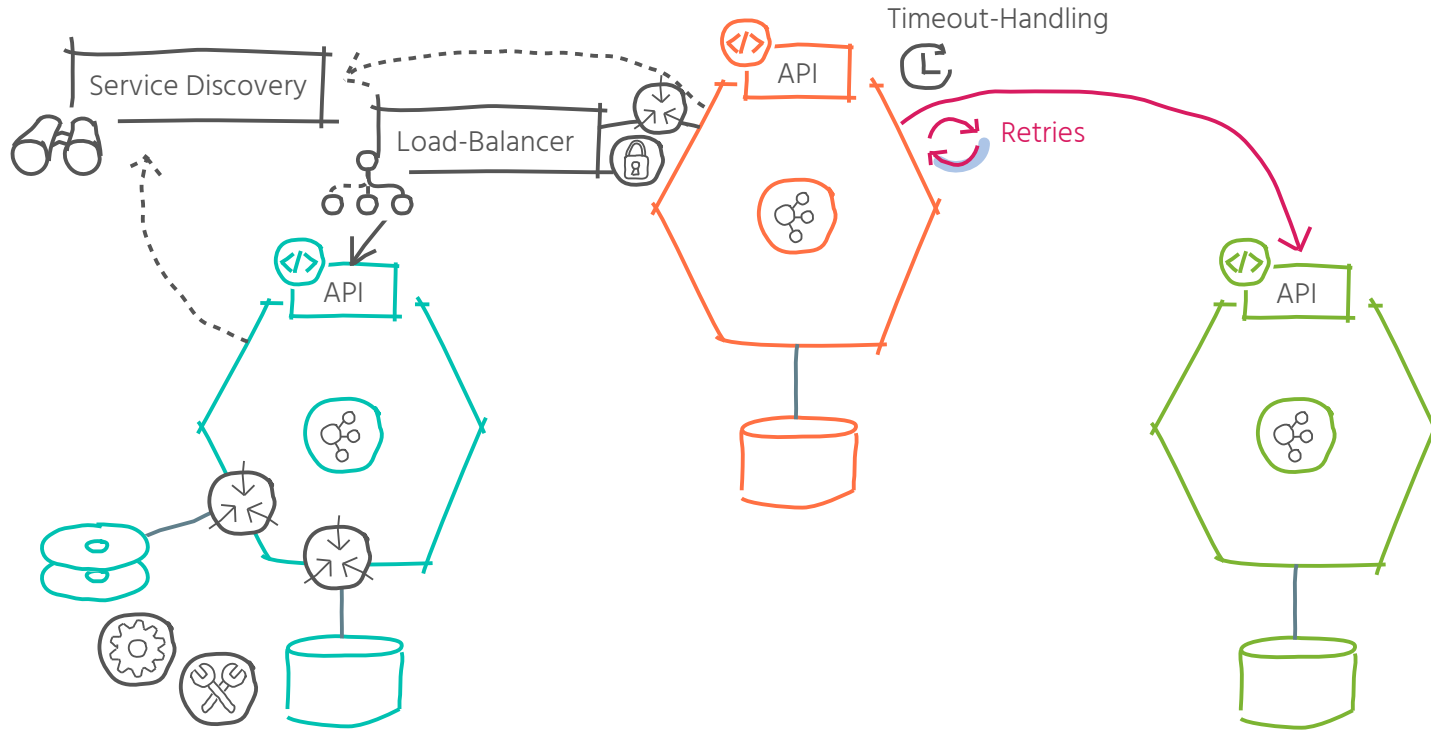 Timeout-Handling
</>
API
Service Discovery
Load-Balancer
Retries
</>
API
</>
API